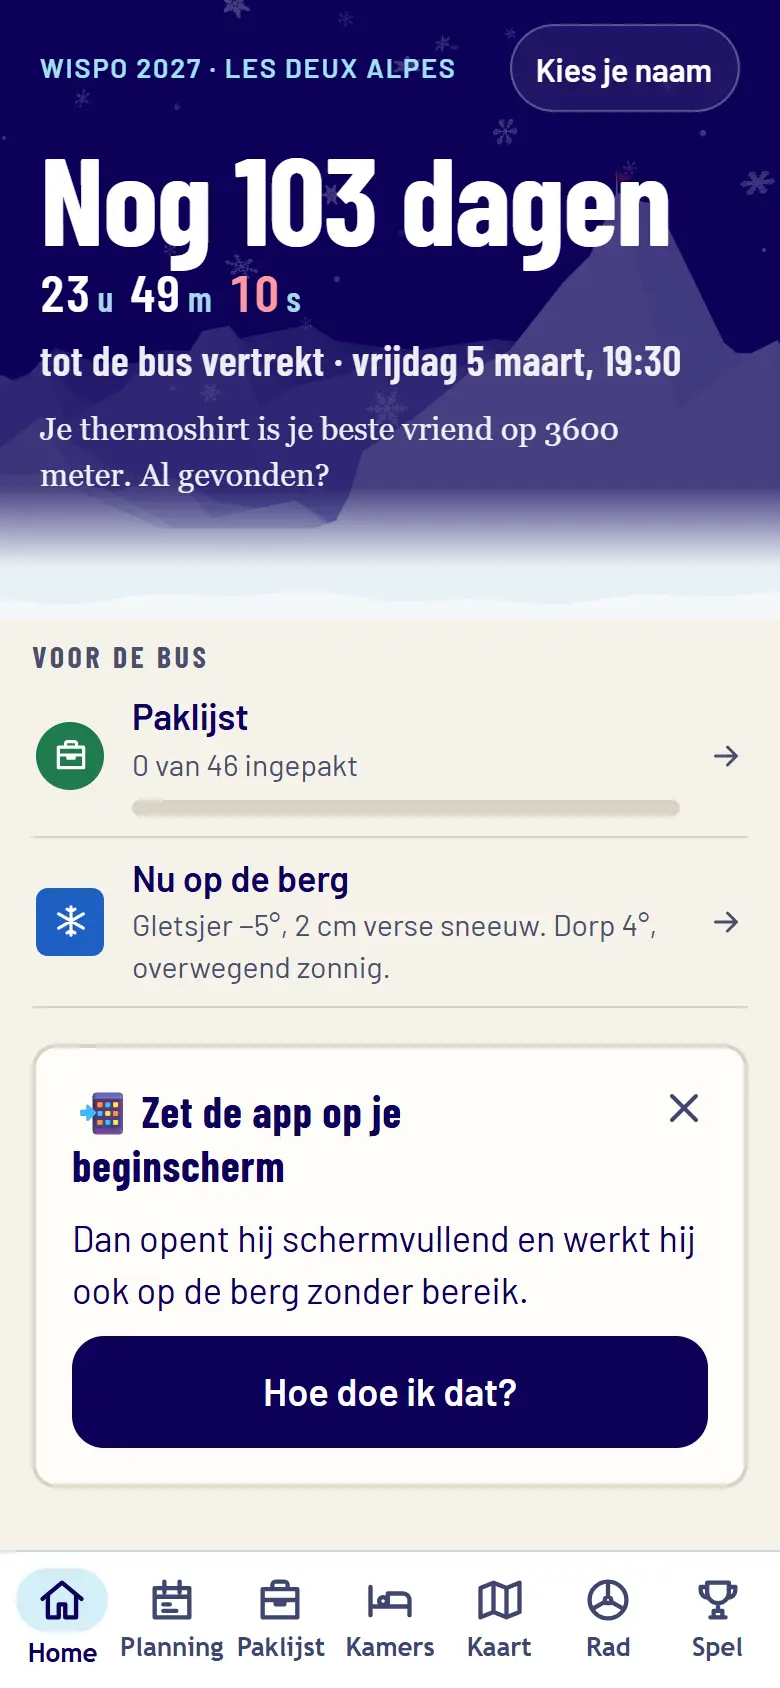 WISPO 2027 · LES DEUX ALPES
Kies je naam
Nog 103 dagen
23 u 49 m 10 s
tot de bus vertrekt · vrijdag 5 maart, 19:30
Je thermoshirt is je beste vriend op 3600
meter. Al gevonden?
VOOR DE BUS
Paklijst
0 van 46 ingepakt
Nu op de berg
Gletsjer −5°, 2 cm verse sneeuw. Dorp 4°,
overwegend zonnig.
Zet de app op je
beginscherm
Dan opent hij schermvullend en werkt hij
ook op de berg zonder bereik.
Hoe doe ik dat?
Home Planning Paklijst Kamers Kaart Rad Spel